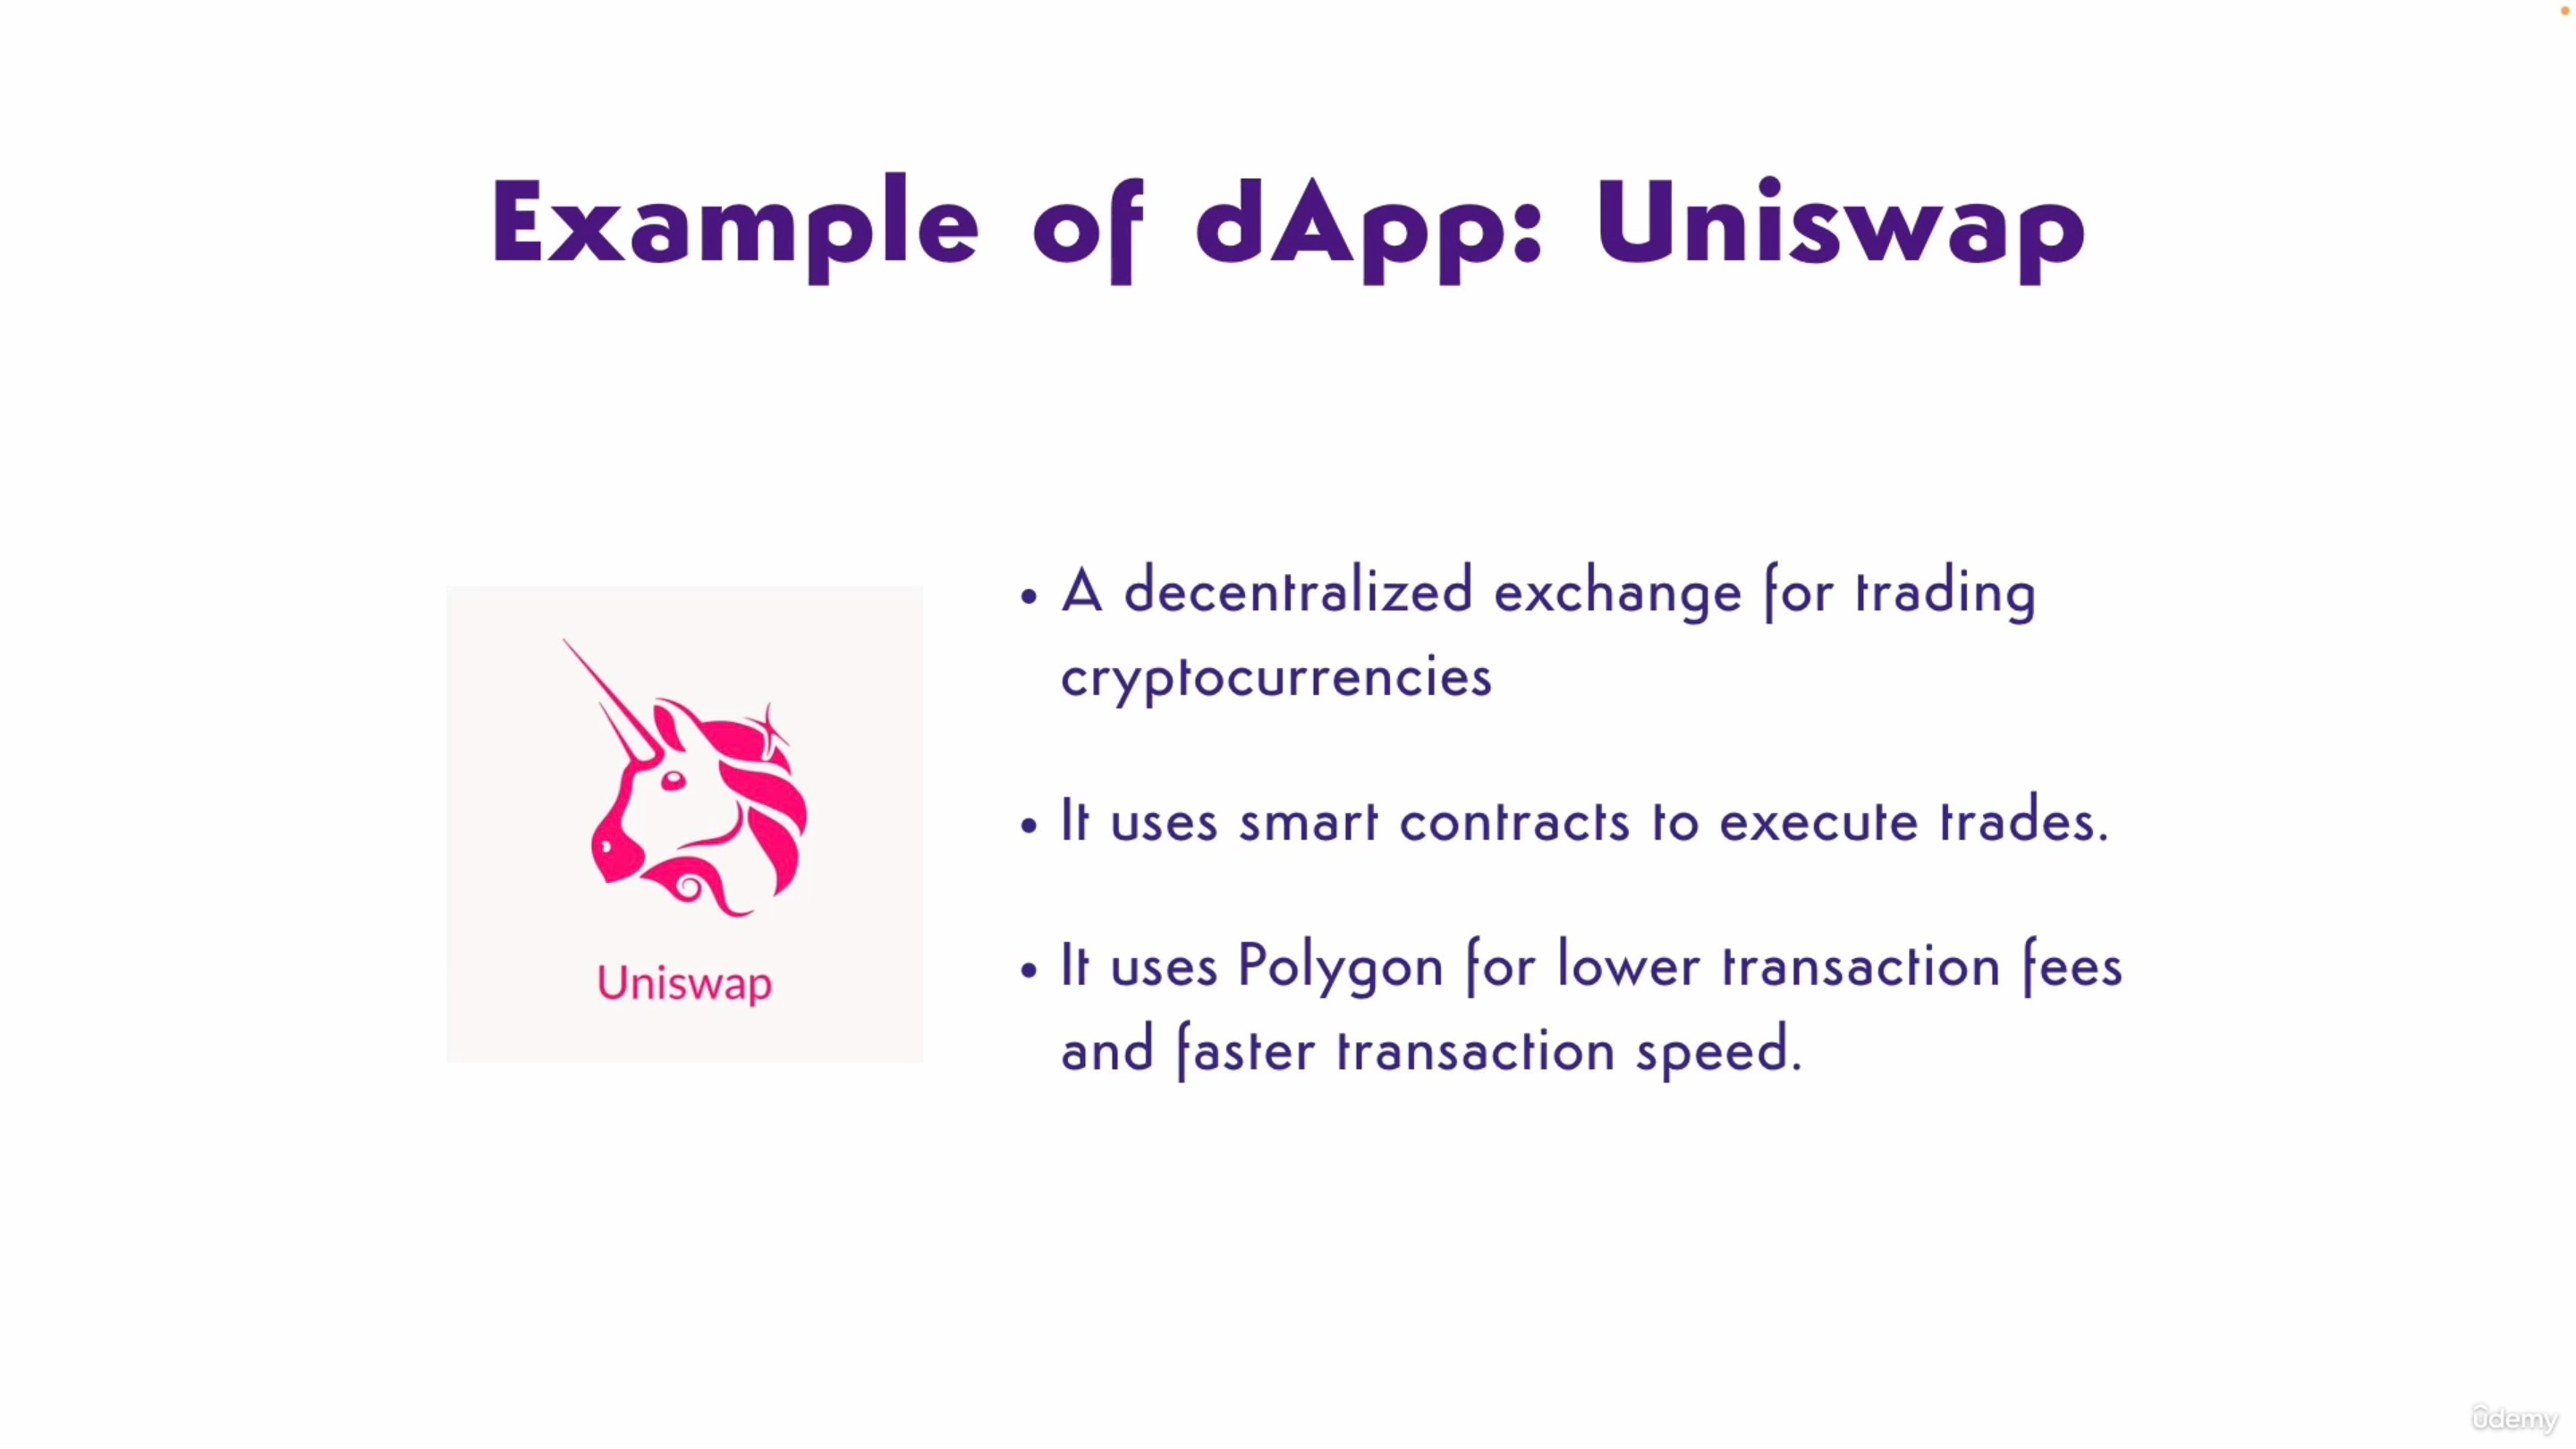 Example of dApp: Uniswap
Uniswap
• A decentralized exchange for trading
cryptocurrencies
• It uses smart contracts to execute trades.
• It uses Polygon for lower transaction fees
and faster transaction speed.
ûdemy